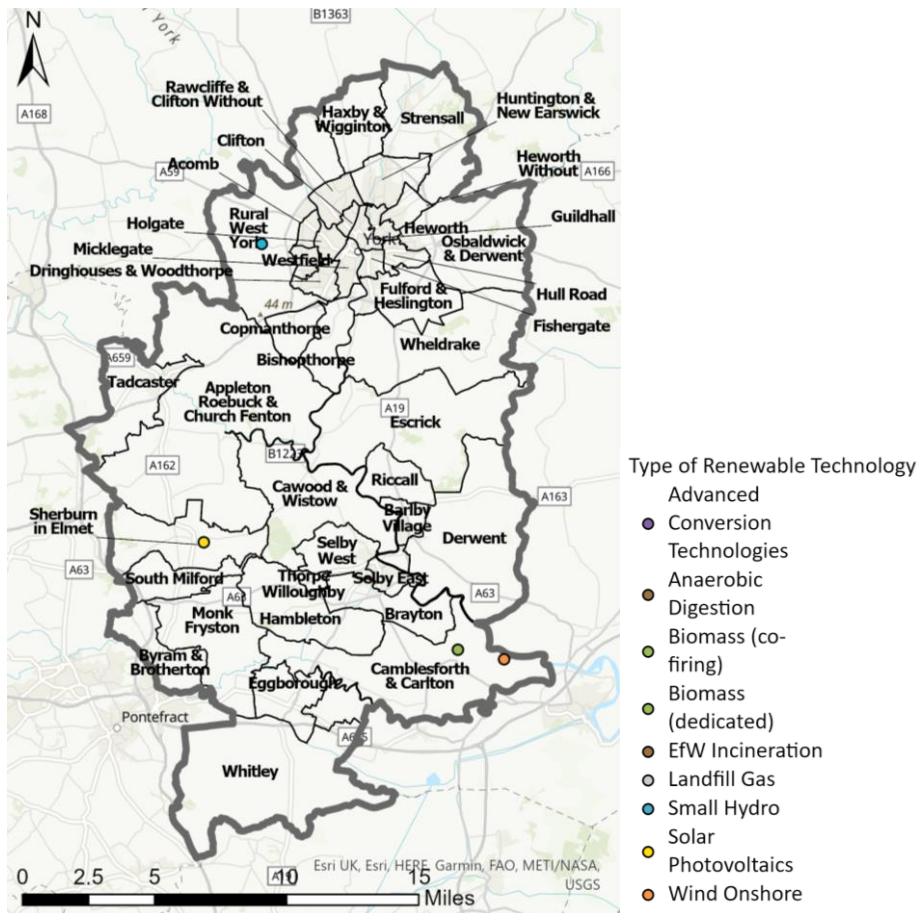 B1363
N
York
Rawcliffe &
Clifton Without
Haxby &
Wigginton
Huntington &
New Earswick
A168
Strensall
Clifton
Heworth
Without
Acomb
A59
A166
Rural
West
York
Guildhall
Holgate
Heworth
York
Osbaldwick
& Derwent
Micklegate
Westfield
Dringhouses & Woodthorpe
Fulford &
Heslington
Hull Road
44 m
Fishergate
Copmanthorpe
Wheldrake
Bishopthorpe
A659
Tadcaster
Appleton
Roebuck &
Church Fenton
A19
Escrick
B122
A162
Riccall
Type of Renewable Technology
Cawood &
Wistow
A163
Advanced
Conversion
Technologies
Sherburn
in Elmet
Barlby
Village
Derwent
Selby
West
A63
South Milford
Thorpe
Willoughby
Selby East
Anaerobic
Digestion
A63
A63
Monk
Fryston
Hambleton
Brayton
Biomass (co-
firing)
Byram &
Brotherton
Camblesforth
& Carlton
Eggborough
Biomass
(dedicated)
Pontefract
EfW Incineration
Whitley
Landfill Gas
Small Hydro
Solar
Photovoltaics
Wind Onshore
Esri UK, Esri, HERE, Garmin, FAO, METI/NASA,
USGS
0 2.5 5 10 15
Miles